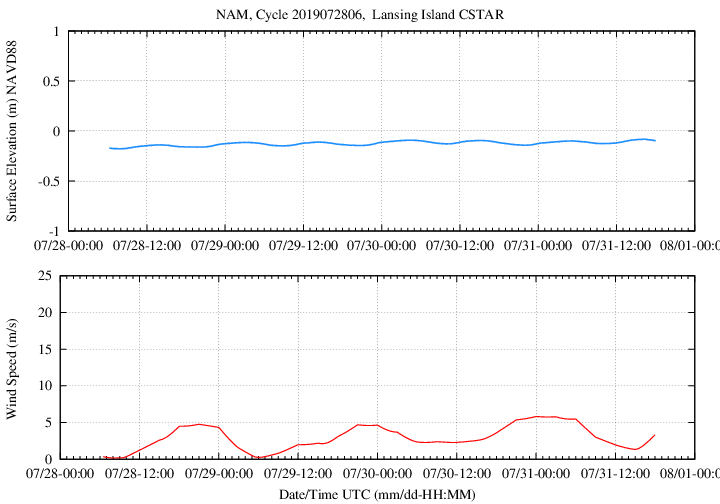 NAM, Cycle 2019072806, Lansing Island CSTAR
Surface Elevation (m) NAVD88
1
0.5
0
-0.5
-1
07/28-00:00 07/28-12:00 07/29-00:00 07/29-12:00 07/30-00:00 07/30-12:00 07/31-00:00 07/31-12:00 08/01-00:00
Wind Speed (m/s)
25
20
15
10
5
0
07/28-00:00 07/28-12:00 07/29-00:00 07/29-12:00 07/30-00:00 07/30-12:00 07/31-00:00 07/31-12:00 08/01-00:00
Date/Time UTC (mm/dd-HH:MM)